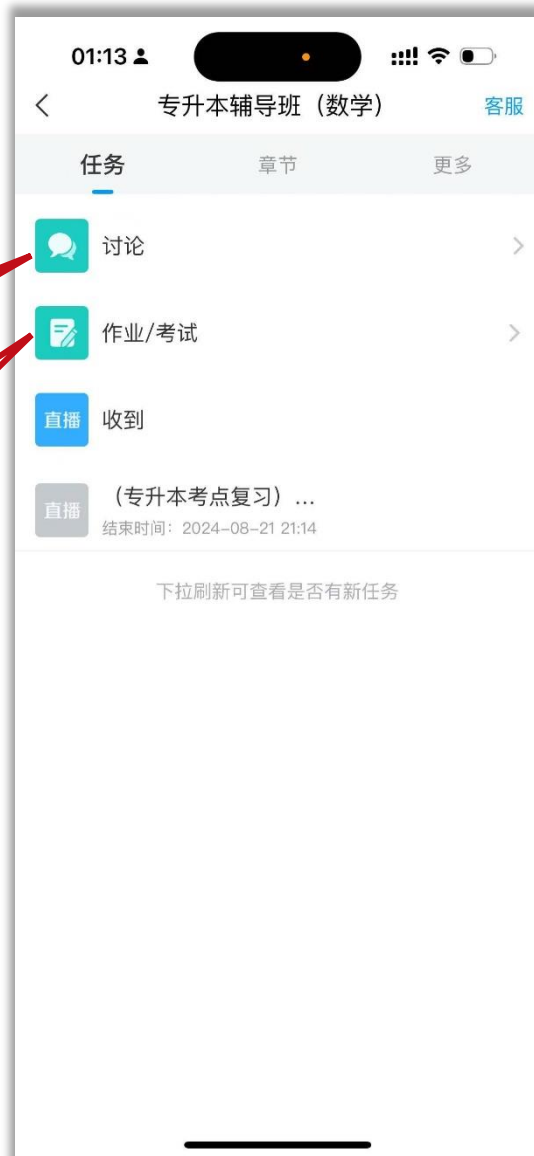 01:13
专升本辅导班（数学）
客服
任务
章节
更多
讨论
作业/考试
直播
收到
直播
（专升本考点复习）...
结束时间：2024-08-21 21:14
下拉刷新可查看是否有新任务